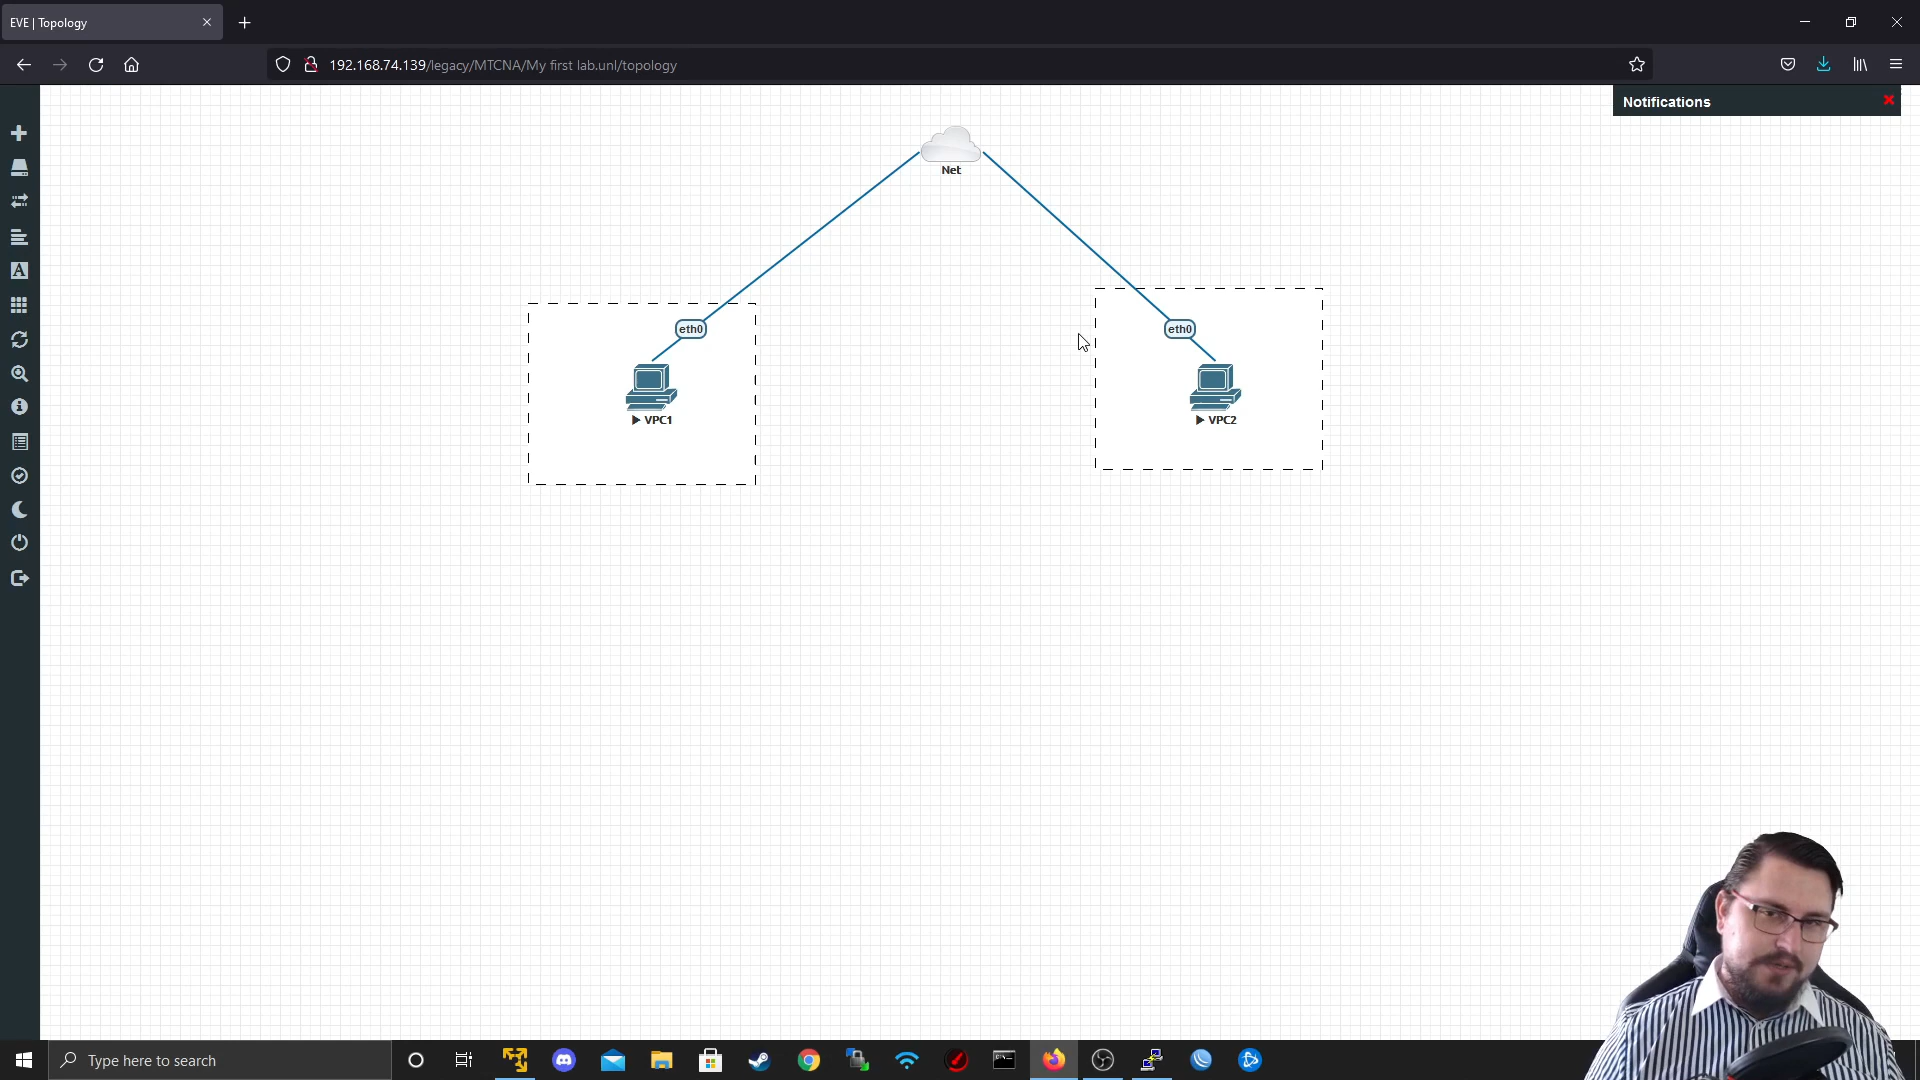 EVE | Topology
192.168.74.139/legacy/MTCNA/My first lab.unl/topology
Notifications
Net
eth0
eth0
VPC1
VPC2
Type here to search